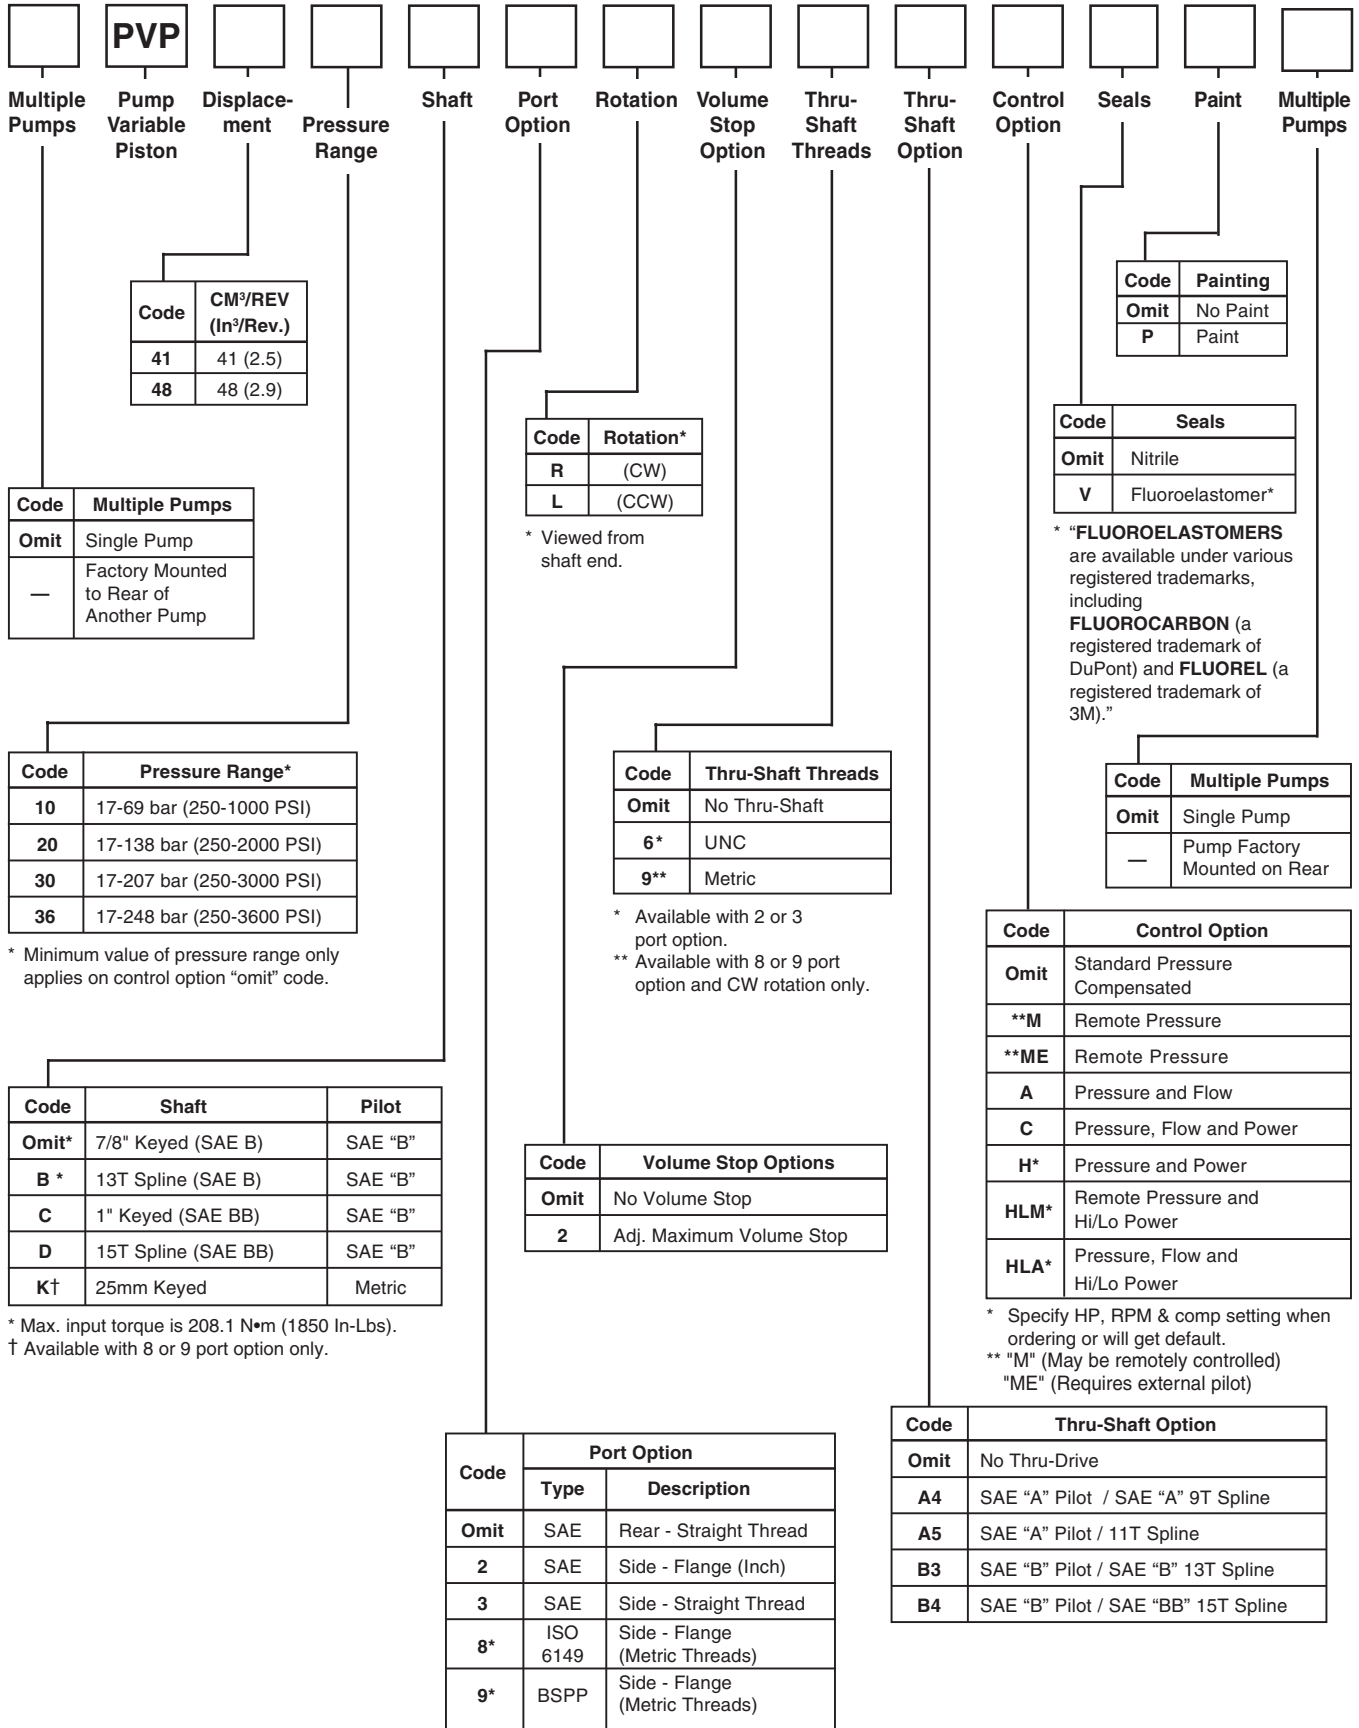 PVP
Multiple
Pumps
Pump
Variable
Piston
Displace-
ment
Pressure
Range
Shaft
Port
Option
Rotation
Volume
Stop
Option
Thru-
Shaft
Threads
Thru-
Shaft
Option
Control
Option
Seals
Paint
Multiple
Pumps
Code CM³/REV
(In³/Rev.)
41 41 (2.5)
48 48 (2.9)
Code Painting
Omit No Paint
P Paint
Code Rotation*
R (CW)
L (CCW)
* Viewed from
shaft end.
Code Seals
Omit Nitrile
V Fluoroelastomer*
* “FLUOROELASTOMERS
are available under various
registered trademarks,
including
FLUOROCARBON (a
registered trademark of
DuPont) and FLUOREL (a
registered trademark of
3M).”
Code Multiple Pumps
Omit Single Pump
— Factory Mounted
to Rear of
Another Pump
Code Pressure Range*
10 17-69 bar (250-1000 PSI)
20 17-138 bar (250-2000 PSI)
30 17-207 bar (250-3000 PSI)
36 17-248 bar (250-3600 PSI)
* Minimum value of pressure range only
applies on control option “omit” code.
Code Thru-Shaft Threads
Omit No Thru-Shaft
6* UNC
9** Metric
* Available with 2 or 3
port option.
** Available with 8 or 9 port
option and CW rotation only.
Code Multiple Pumps
Omit Single Pump
— Pump Factory
Mounted on Rear
Code Control Option
Omit Standard Pressure
Compensated
**M Remote Pressure
**ME Remote Pressure
A Pressure and Flow
C Pressure, Flow and Power
H* Pressure and Power
HLM* Remote Pressure and
Hi/Lo Power
HLA* Pressure, Flow and
Hi/Lo Power
* Specify HP, RPM & comp setting when
ordering or will get default.
** "M" (May be remotely controlled)
"ME" (Requires external pilot)
Code Shaft Pilot
Omit* 7/8" Keyed (SAE B) SAE “B”
B * 13T Spline (SAE B) SAE “B”
C 1" Keyed (SAE BB) SAE “B”
D 15T Spline (SAE BB) SAE “B”
K† 25mm Keyed Metric
* Max. input torque is 208.1 N•m (1850 In-Lbs).
† Available with 8 or 9 port option only.
Code Volume Stop Options
Omit No Volume Stop
2 Adj. Maximum Volume Stop
Code Port Option
Type Description
Omit SAE Rear - Straight Thread
2 SAE Side - Flange (Inch)
3 SAE Side - Straight Thread
8* ISO
6149 Side - Flange
(Metric Threads)
9* BSPP Side - Flange
(Metric Threads)
Code Thru-Shaft Option
Omit No Thru-Drive
A4 SAE “A” Pilot / SAE “A” 9T Spline
A5 SAE “A” Pilot / 11T Spline
B3 SAE “B” Pilot / SAE “B” 13T Spline
B4 SAE “B” Pilot / SAE “BB” 15T Spline